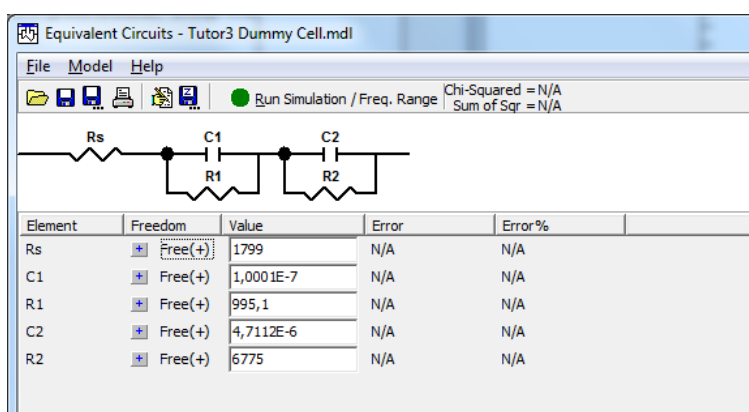 Equivalent Circuits - Tutor3 Dummy Cell.mdl
File Model Help
Run Simulation / Freq. Range
Chi-Squared =N/A
Sum of Sqr =N/A
Rs C1 C2
R1 R2
Element Freedom Value Error Error%
Rs + Free(+) 1799 N/A N/A
C1 + Free(+) 1,0001E-7 N/A N/A
R1 + Free(+) 995,1 N/A N/A
C2 + Free(+) 4,7112E-6 N/A N/A
R2 + Free(+) 6775 N/A N/A